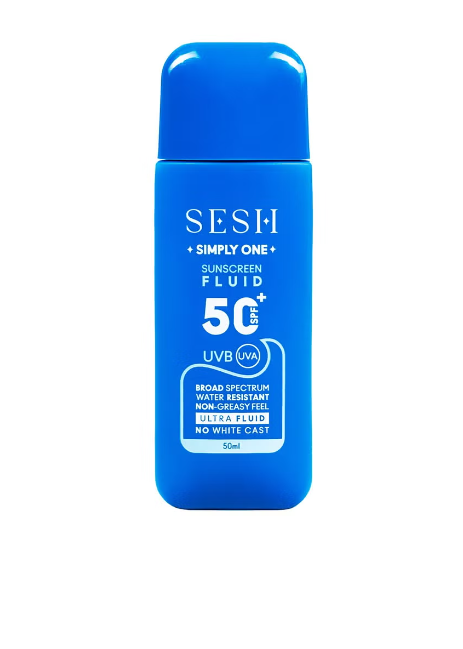 SESH
SIMPLY ONE
SUNSCREEN
FLUID
50+ SPF
UVB UVA
BROAD SPECTRUM
WATER RESISTANT
NON-GREASY FEEL
ULTRA FLUID
NO WHITE CAST
50ml